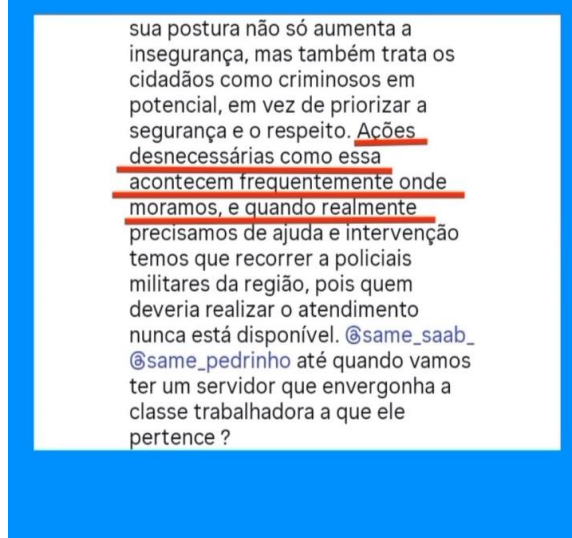 sua postura não só aumenta a
insegurança, mas também trata os
cidadãos como criminosos em
potencial, em vez de priorizar a
segurança e o respeito. Ações
desnecessárias como essa
acontecem frequentemente onde
moramos, e quando realmente
precisamos de ajuda e intervenção
temos que recorrer a policiais
militares da região, pois quem
deveria realizar o atendimento
nunca está disponível. @same_saab_
@same_pedrinho até quando vamos
ter um servidor que envergonha a
classe trabalhadora a que ele
pertence ?